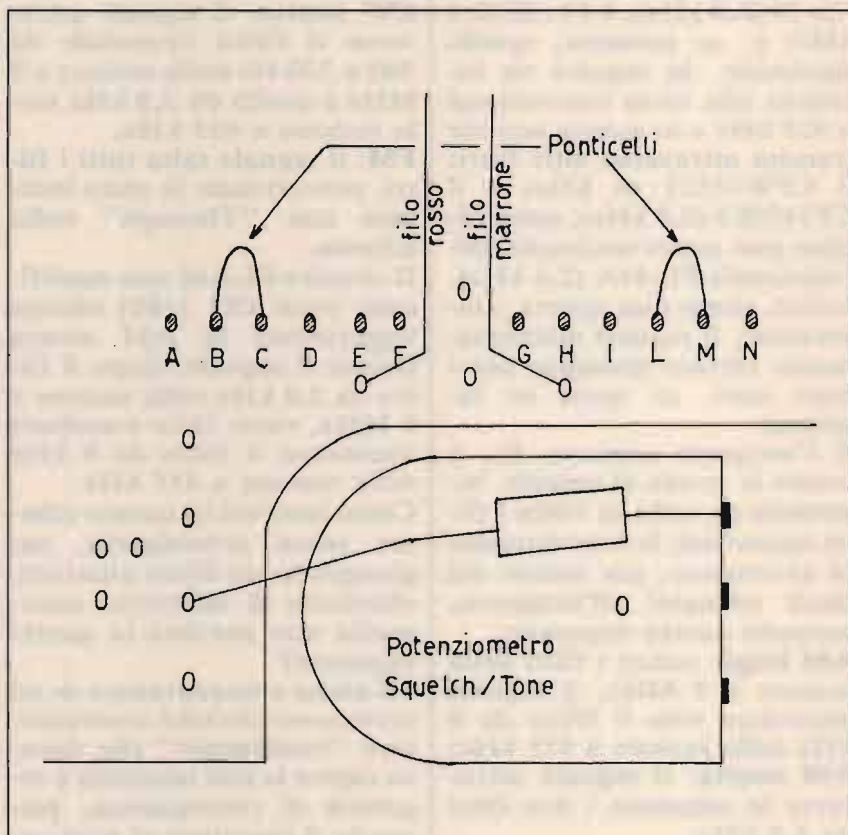 Ponticelli
filo
rosso
filo
marrone
A B C D E F G H I L M N
Potenziometro
Squelch/Tone